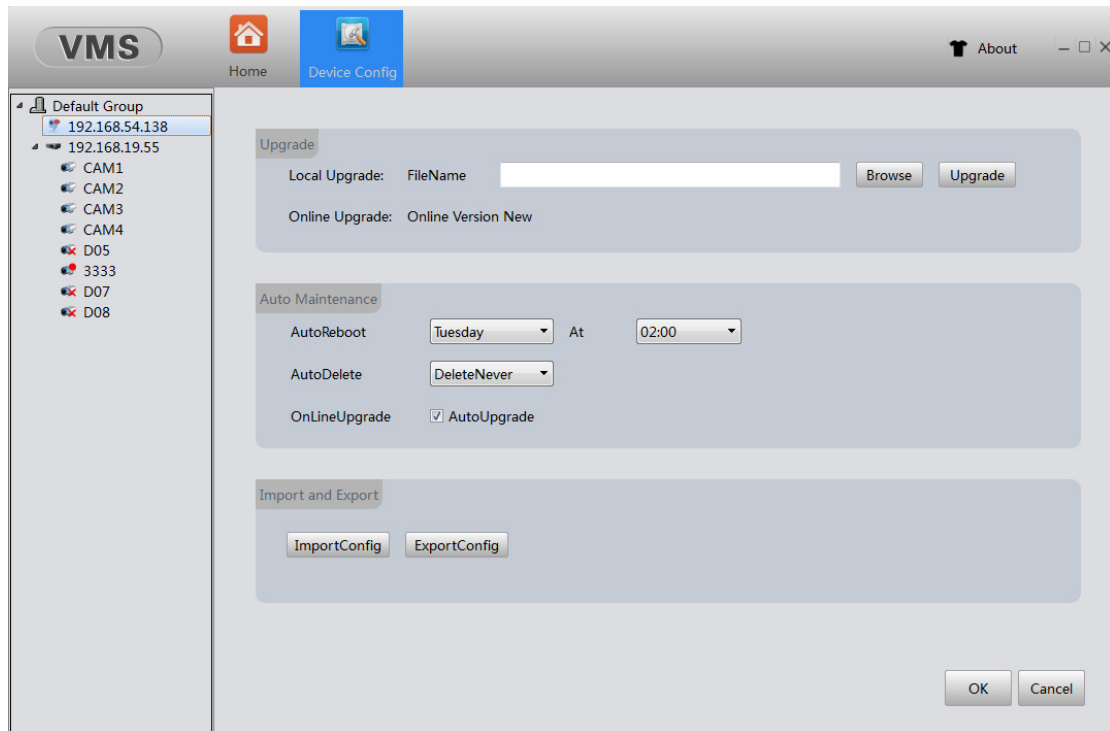 VMS
Home
Device Config
About
Default Group
192.168.54.138
192.168.19.55
CAM1
CAM2
CAM3
CAM4
D05
3333
D07
D08
Upgrade
Local Upgrade: FileName Browse Upgrade
Online Upgrade: Online Version New
Auto Maintenance
AutoReboot Tuesday At 02:00
AutoDelete DeleteNever
OnLineUpgrade AutoUpgrade
Import and Export
ImportConfig ExportConfig
OK Cancel